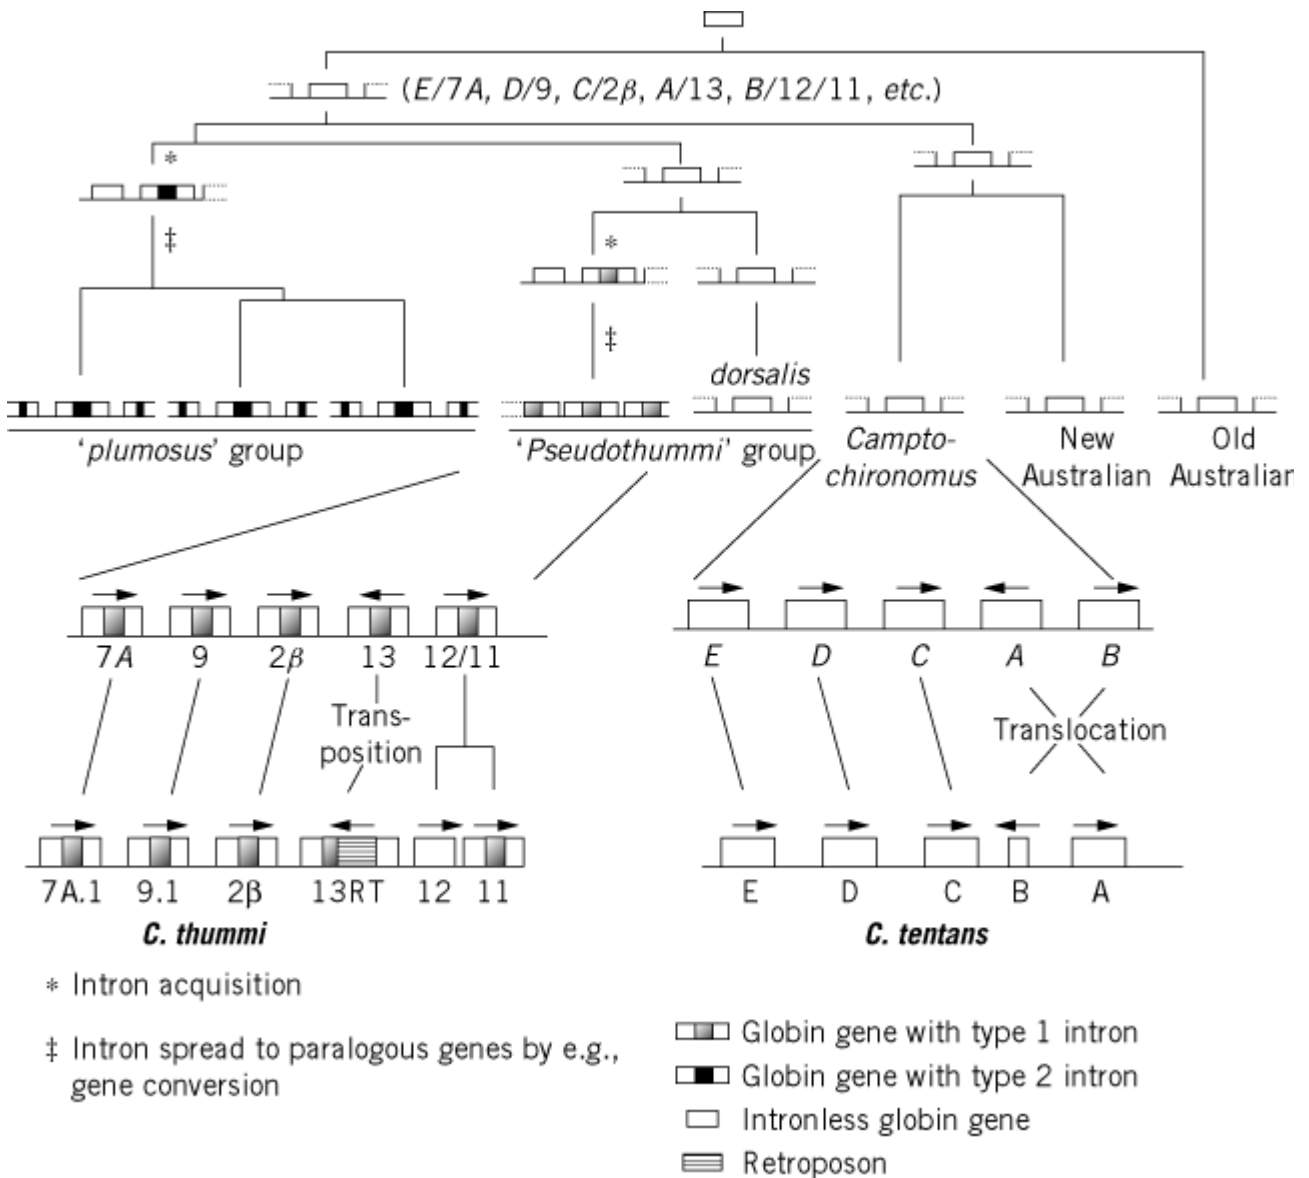 (E/7A, D/9, C/2β, A/13, B/12/11, etc.)
*
‡
*
‡
dorsalis
'plumosus' group
'Pseudothummi' group
Campto-
chironomus
New
Australian
Old
Australian
7A 9 2β 13 12/11
E D C A B
Trans-
position
Translocation
7A.1 9.1 2β 13RT 12 11
E D C B A
C. thummi
C. tentans
* Intron acquisition
‡ Intron spread to paralogous genes by e.g.,
gene conversion
Globin gene with type 1 intron
Globin gene with type 2 intron
Intronless globin gene
Retroposon